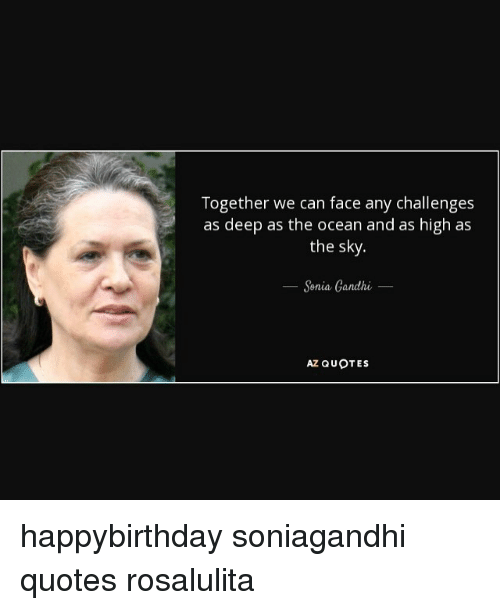 Together we can face any challenges
as deep as the ocean and as high as
the sky.
— Sonia Gandhi —
AZ QUOTES
happybirthday soniagandhi
quotes rosalulita